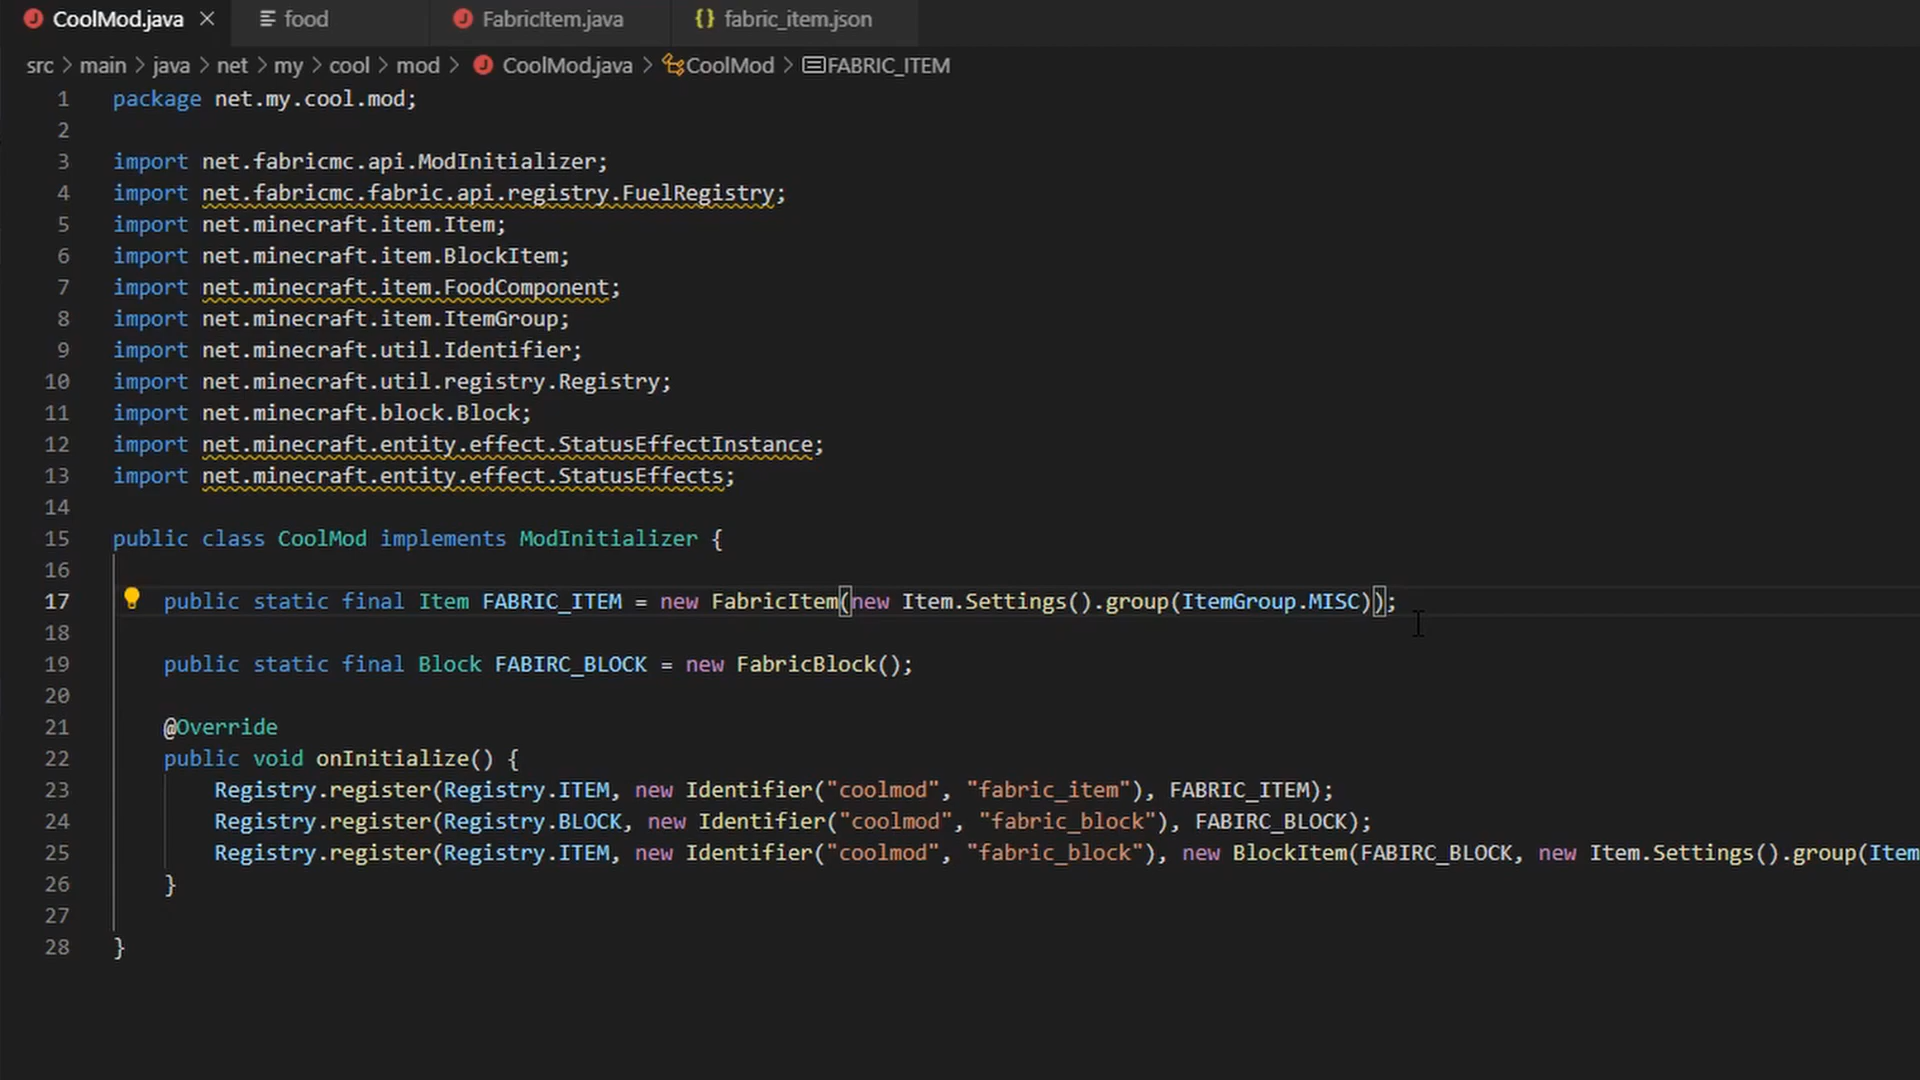 CoolMod.java food FabricItem.java {} fabric_item.json
src > main > java > net > my > cool > mod > CoolMod.java > CoolMod > FABRIC_ITEM
1 package net.my.cool.mod;
2
3 import net.fabricmc.api.ModInitializer;
4 import net.fabricmc.fabric.api.registry.FuelRegistry;
5 import net.minecraft.item.Item;
6 import net.minecraft.item.BlockItem;
7 import net.minecraft.item.FoodComponent;
8 import net.minecraft.item.ItemGroup;
9 import net.minecraft.util.Identifier;
10 import net.minecraft.util.registry.Registry;
11 import net.minecraft.block.Block;
12 import net.minecraft.entity.effect.StatusEffectInstance;
13 import net.minecraft.entity.effect.StatusEffects;
14
15 public class CoolMod implements ModInitializer {
16
17 public static final Item FABRIC_ITEM = new FabricItem(new Item.Settings().group(ItemGroup.MISC));
18
19 public static final Block FABIRC_BLOCK = new FabricBlock();
20
21 @Override
22 public void onInitialize() {
23 Registry.register(Registry.ITEM, new Identifier("coolmod", "fabric_item"), FABRIC_ITEM);
24 Registry.register(Registry.BLOCK, new Identifier("coolmod", "fabric_block"), FABIRC_BLOCK);
25 Registry.register(Registry.ITEM, new Identifier("coolmod", "fabric_block"), new BlockItem(FABIRC_BLOCK, new Item.Settings().group(Item
26 }
27
28 }